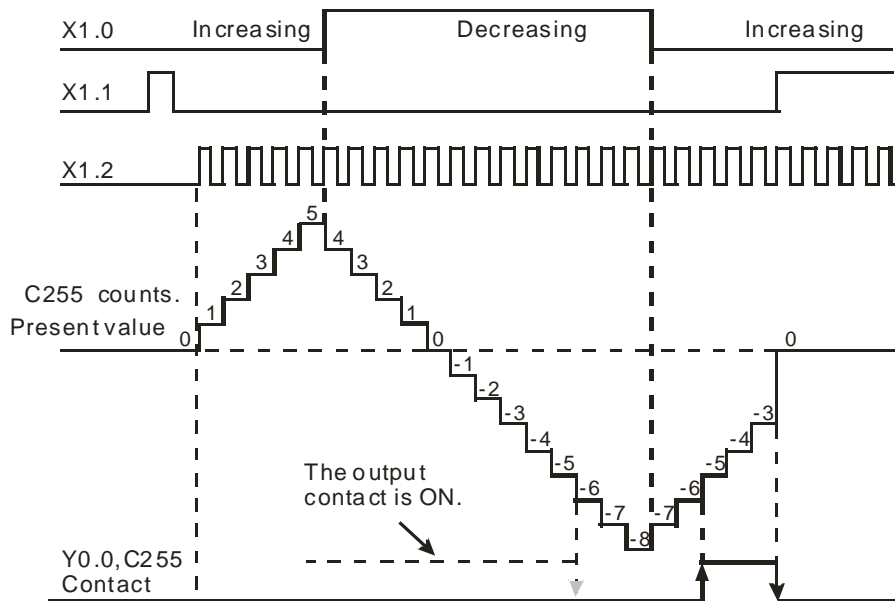 X1.0
Increasing
Decreasing
Increasing
X1.1
X1.2
5
4
4
3
3
2
2
C255 counts.
1
1
Present value
0
0
0
-1
-2
-3
-3
-4
-4
The output
-5
-5
contact is ON.
-6
-6
-7
-7
-8
Y0.0,C255
Contact